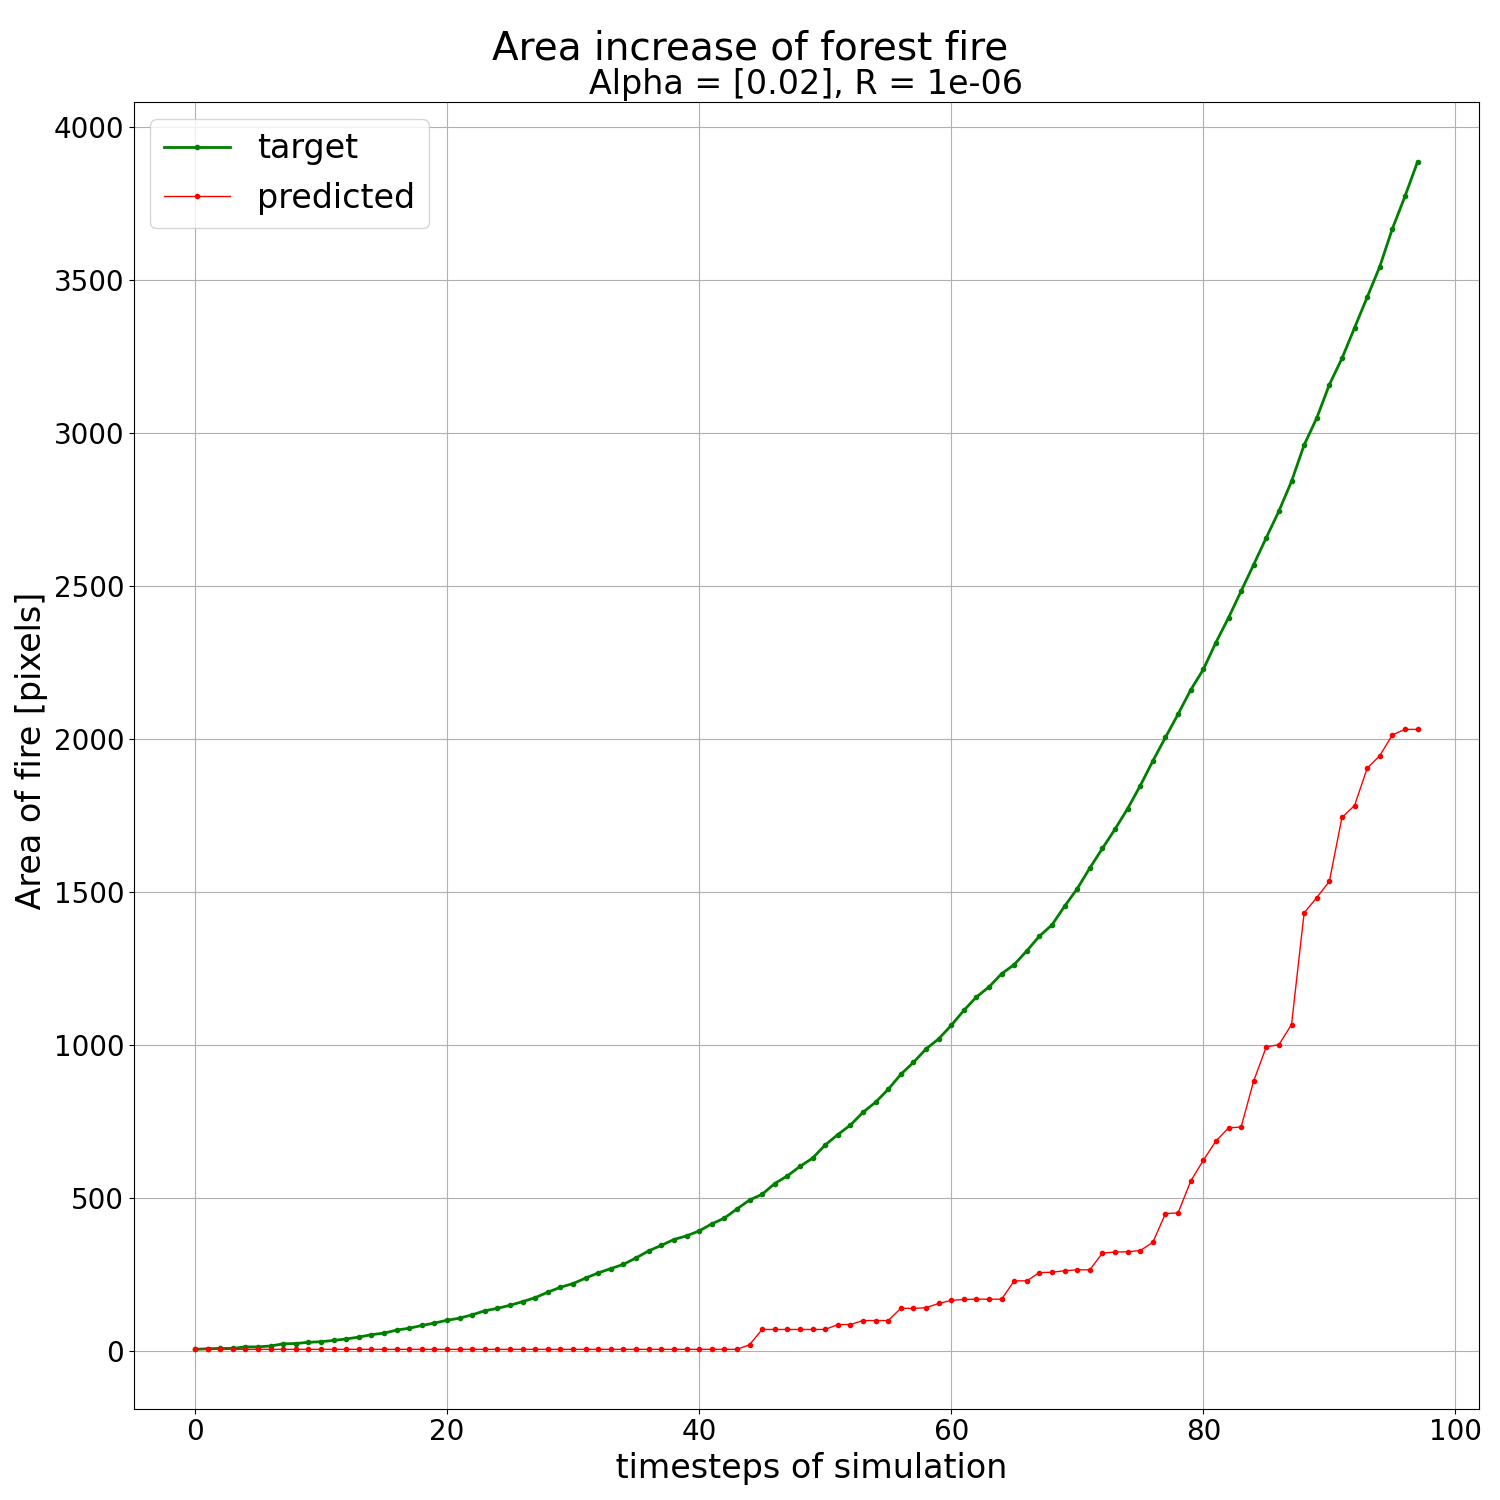 Area increase of forest fire
Alpha = [0.02], R = 1e-06
target
predicted
4000
3500
3000
2500
2000
1500
1000
500
0
Area of fire [pixels]
0 20 40 60 80 100
timesteps of simulation